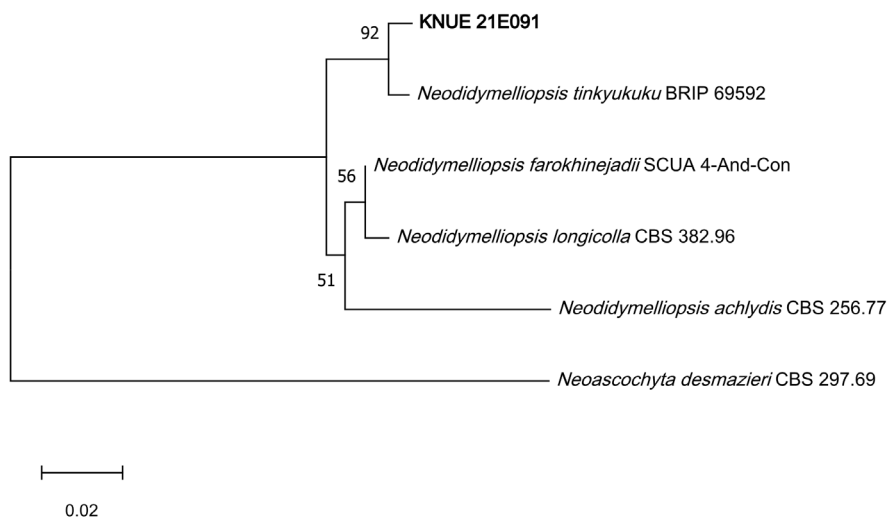 KNUE 21E091
92
Neodidymelliopsis tinkyukuku BRIP 69592
Neodidymelliopsis farokhinejadii SCUA 4-And-Con
56
Neodidymelliopsis longicolla CBS 382.96
51
Neodidymelliopsis achlydis CBS 256.77
Neoascochyta desmazieri CBS 297.69
0.02